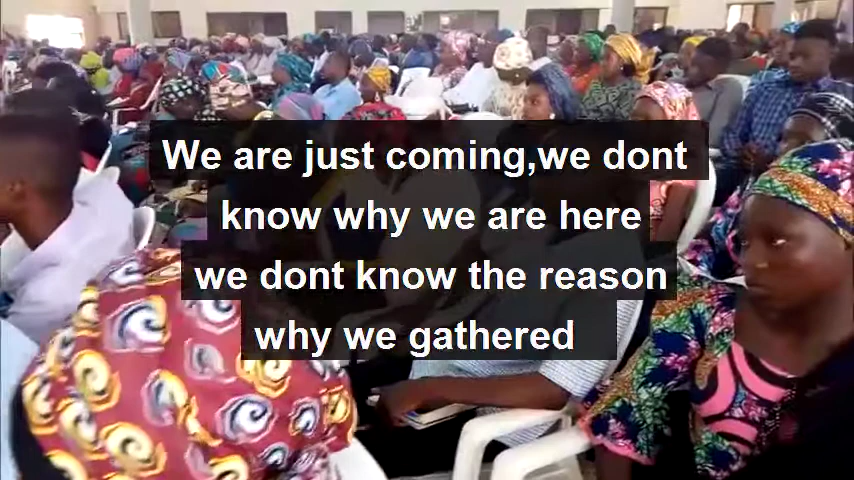 We are just coming,we dont
know why we are here
we dont know the reason
why we gathered